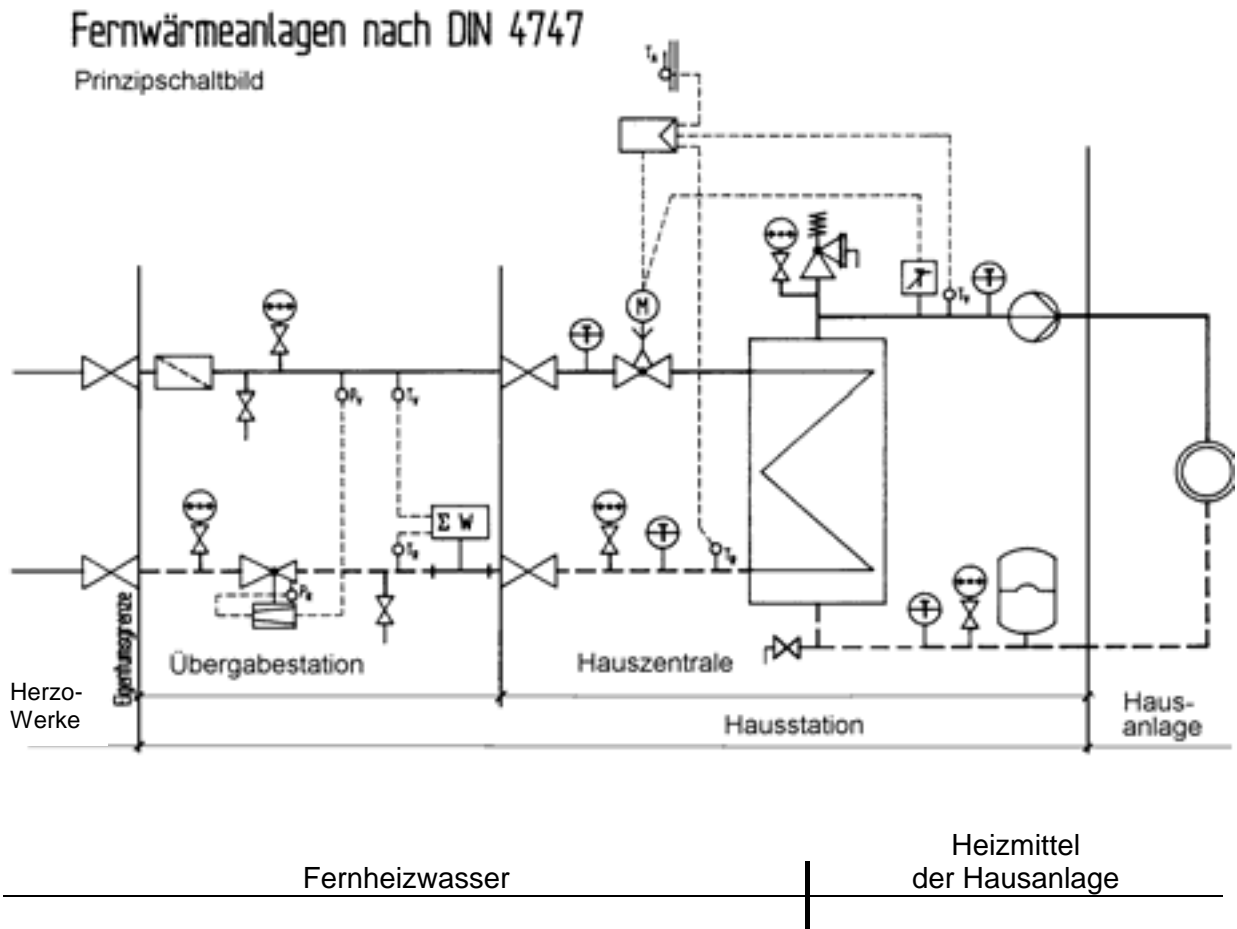 Fernwärmeanlagen nach DIN 4747
Prinzipschaltbild
T
M
T
T
T
P
T
Σ W
T
T
T
P
T
Eigentumsgrenze
Übergabestation
Hauszentrale
Herzo-
Werke
Hausstation
Haus-
anlage
Fernheizwasser
Heizmittel
der Hausanlage